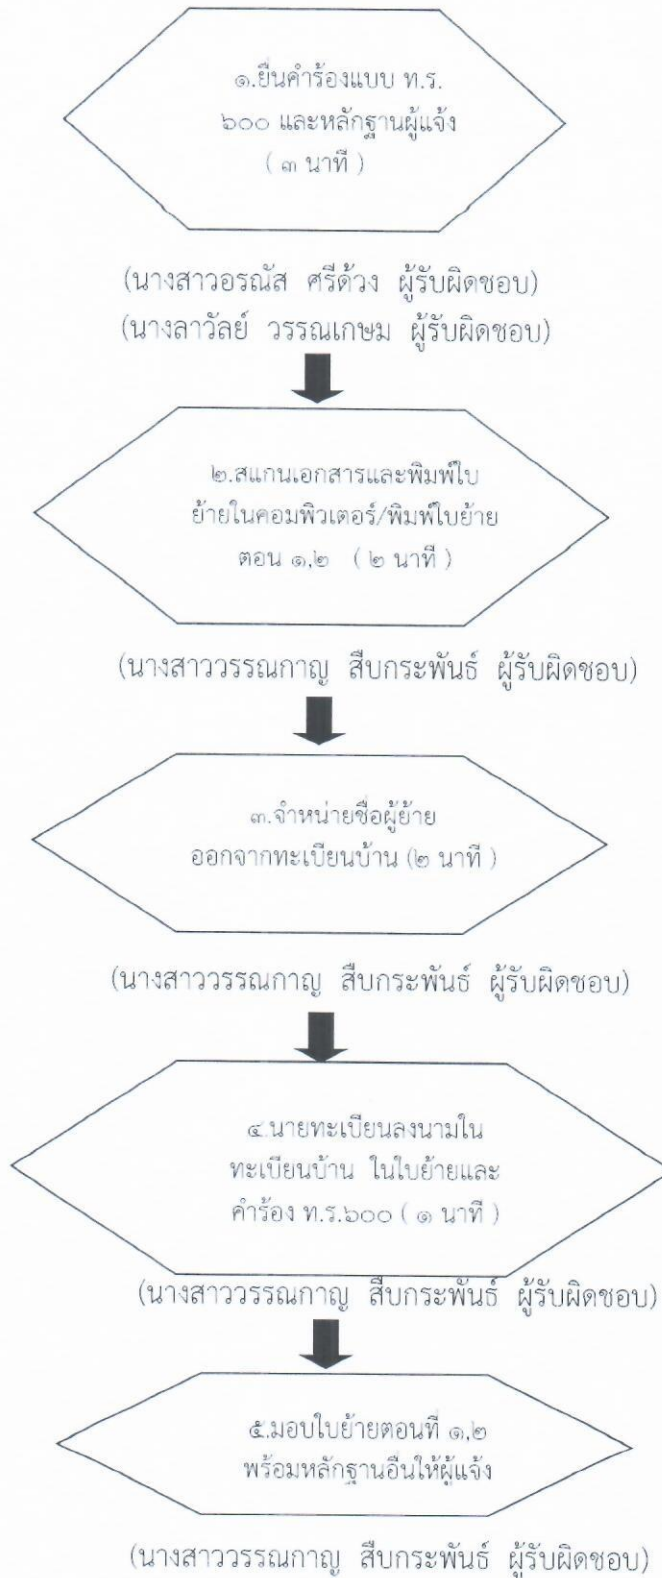 ๑.ยื่นคำร้องแบบ ท.ร.
๖๐๐ และหลักฐานผู้แจ้ง
( ๓ นาที )
(นางสาวอรณัส ศรีด้วง ผู้รับผิดชอบ)
(นางลาวัลย์ วรรณเกษม ผู้รับผิดชอบ)
๒.สแกนเอกสารและพิมพ์ใบ
ย้ายในคอมพิวเตอร์/พิมพ์ใบย้าย
ตอน ๑,๒ ( ๒ นาที )
(นางสาววรรณกาญ สืบกระพันธ์ ผู้รับผิดชอบ)
๓.จำหน่ายชื่อผู้ย้าย
ออกจากทะเบียนบ้าน (๒ นาที )
(นางสาววรรณกาญ สืบกระพันธ์ ผู้รับผิดชอบ)
๔.นายทะเบียนลงนามใน
ทะเบียนบ้าน ในใบย้ายและ
คำร้อง ท.ร.๖๐๐ ( ๑ นาที )
(นางสาววรรณกาญ สืบกระพันธ์ ผู้รับผิดชอบ)
๕.มอบใบย้ายตอนที่ ๑,๒
พร้อมหลักฐานอื่นให้ผู้แจ้ง
(นางสาววรรณกาญ สืบกระพันธ์ ผู้รับผิดชอบ)